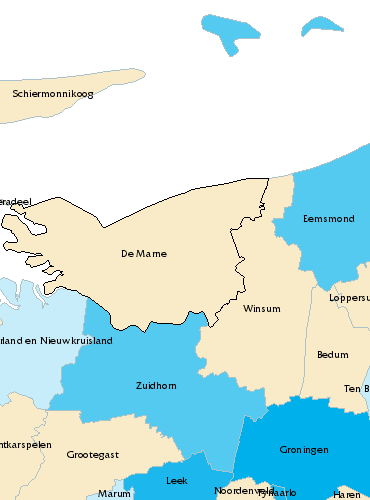 Schiermonnikoog
eradeel
Eemsmond
De Marne
Loppersu
Winsum
rland en Nieuwkruisland
Bedum
Zuidhorn
Ten B
ntkarspelen
Grootegast
Groningen
Leek
Marum
Noordenveld
Tynaarlo
Haren